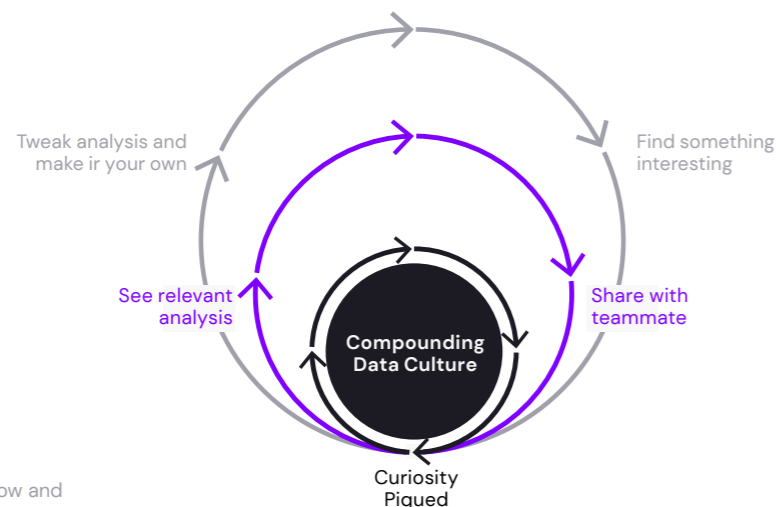 Tweak analysis and
make ir your own
Find something
interesting
See relevant
analysis
Share with
teammate
Compounding
Data Culture
Curiosity
Piqued
ow and